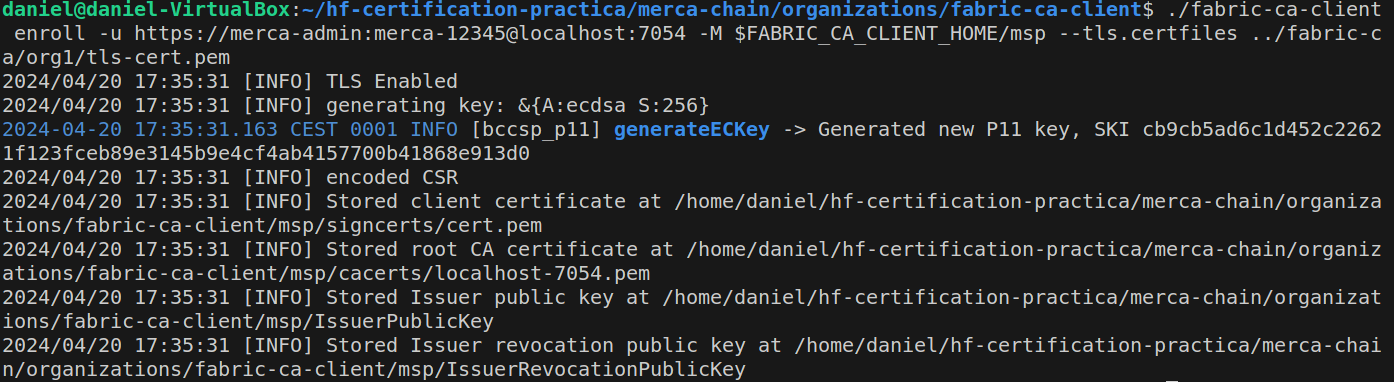 daniel@daniel-VirtualBox:~/hf-certification-practica/merca-chain/organizations/fabric-ca-client$ ./fabric-ca-client
 enroll -u https://merca-admin:merca-12345@localhost:7054 -M $FABRIC_CA_CLIENT_HOME/msp --tls.certfiles ../fabric-c
a/org1/tls-cert.pem
2024/04/20 17:35:31 [INFO] TLS Enabled
2024/04/20 17:35:31 [INFO] generating key: &{A:ecdsa S:256}
2024-04-20 17:35:31.163 CEST 0001 INFO [bccsp_p11] generateECKey -> Generated new P11 key, SKI cb9cb5ad6c1d452c2262
1f123fceb89e3145b9e4cf4ab4157700b41868e913d0
2024/04/20 17:35:31 [INFO] encoded CSR
2024/04/20 17:35:31 [INFO] Stored client certificate at /home/daniel/hf-certification-practica/merca-chain/organiza
tions/fabric-ca-client/msp/signcerts/cert.pem
2024/04/20 17:35:31 [INFO] Stored root CA certificate at /home/daniel/hf-certification-practica/merca-chain/organiz
ations/fabric-ca-client/msp/cacerts/localhost-7054.pem
2024/04/20 17:35:31 [INFO] Stored Issuer public key at /home/daniel/hf-certification-practica/merca-chain/organizat
ions/fabric-ca-client/msp/IssuerPublicKey
2024/04/20 17:35:31 [INFO] Stored Issuer revocation public key at /home/daniel/hf-certification-practica/merca-chai
n/organizations/fabric-ca-client/msp/IssuerRevocationPublicKey